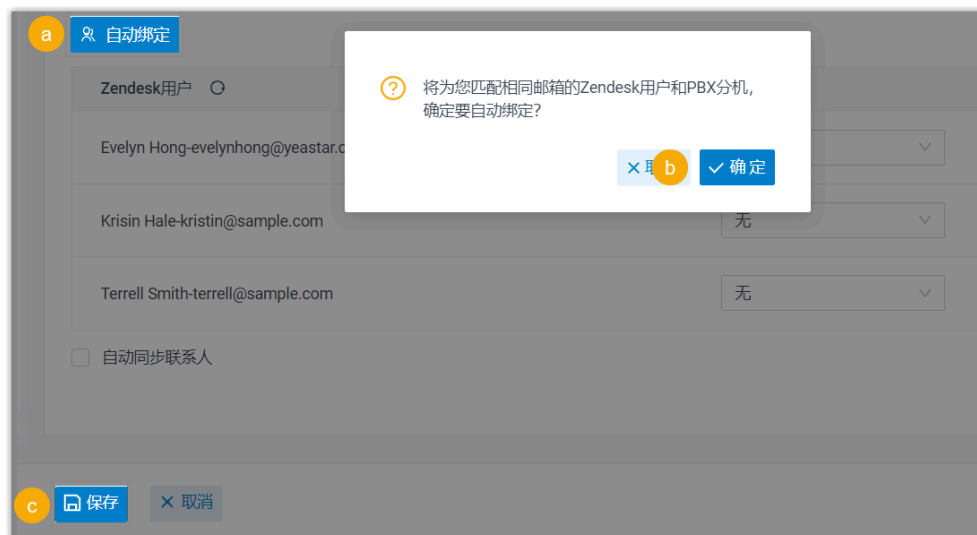 a 自动绑定
Zendesk用户
将为您匹配相同邮箱的Zendesk用户和PBX分机,
确定要自动绑定?
Evelyn Hong-evelynhong@yeastar.c
b 确定
Krisin Hale-kristin@sample.com 无
Terrell Smith-terrell@sample.com 无
自动同步联系人
c 保存 取消